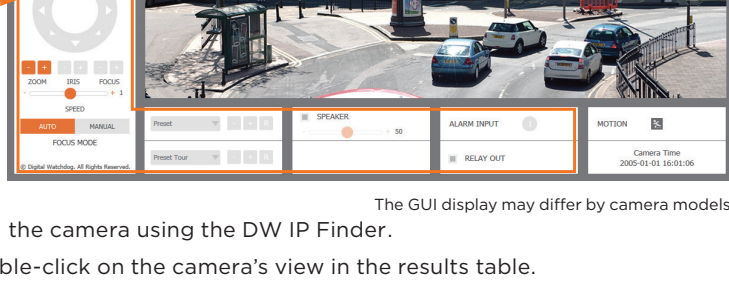 - + - + - +
ZOOM IRIS FOCUS
- + 1
SPEED
AUTO MANUAL
FOCUS MODE
© Digital Watchdog. All Rights Reserved.
Preset - + R
Preset Tour - + R
SPEAKER
- + 50
ALARM INPUT 1
RELAY OUT
MOTION
Camera Time
2005-01-01 16:01:06
The GUI display may differ by camera models
the camera using the DW IP Finder.
ble-click on the camera's view in the results table.